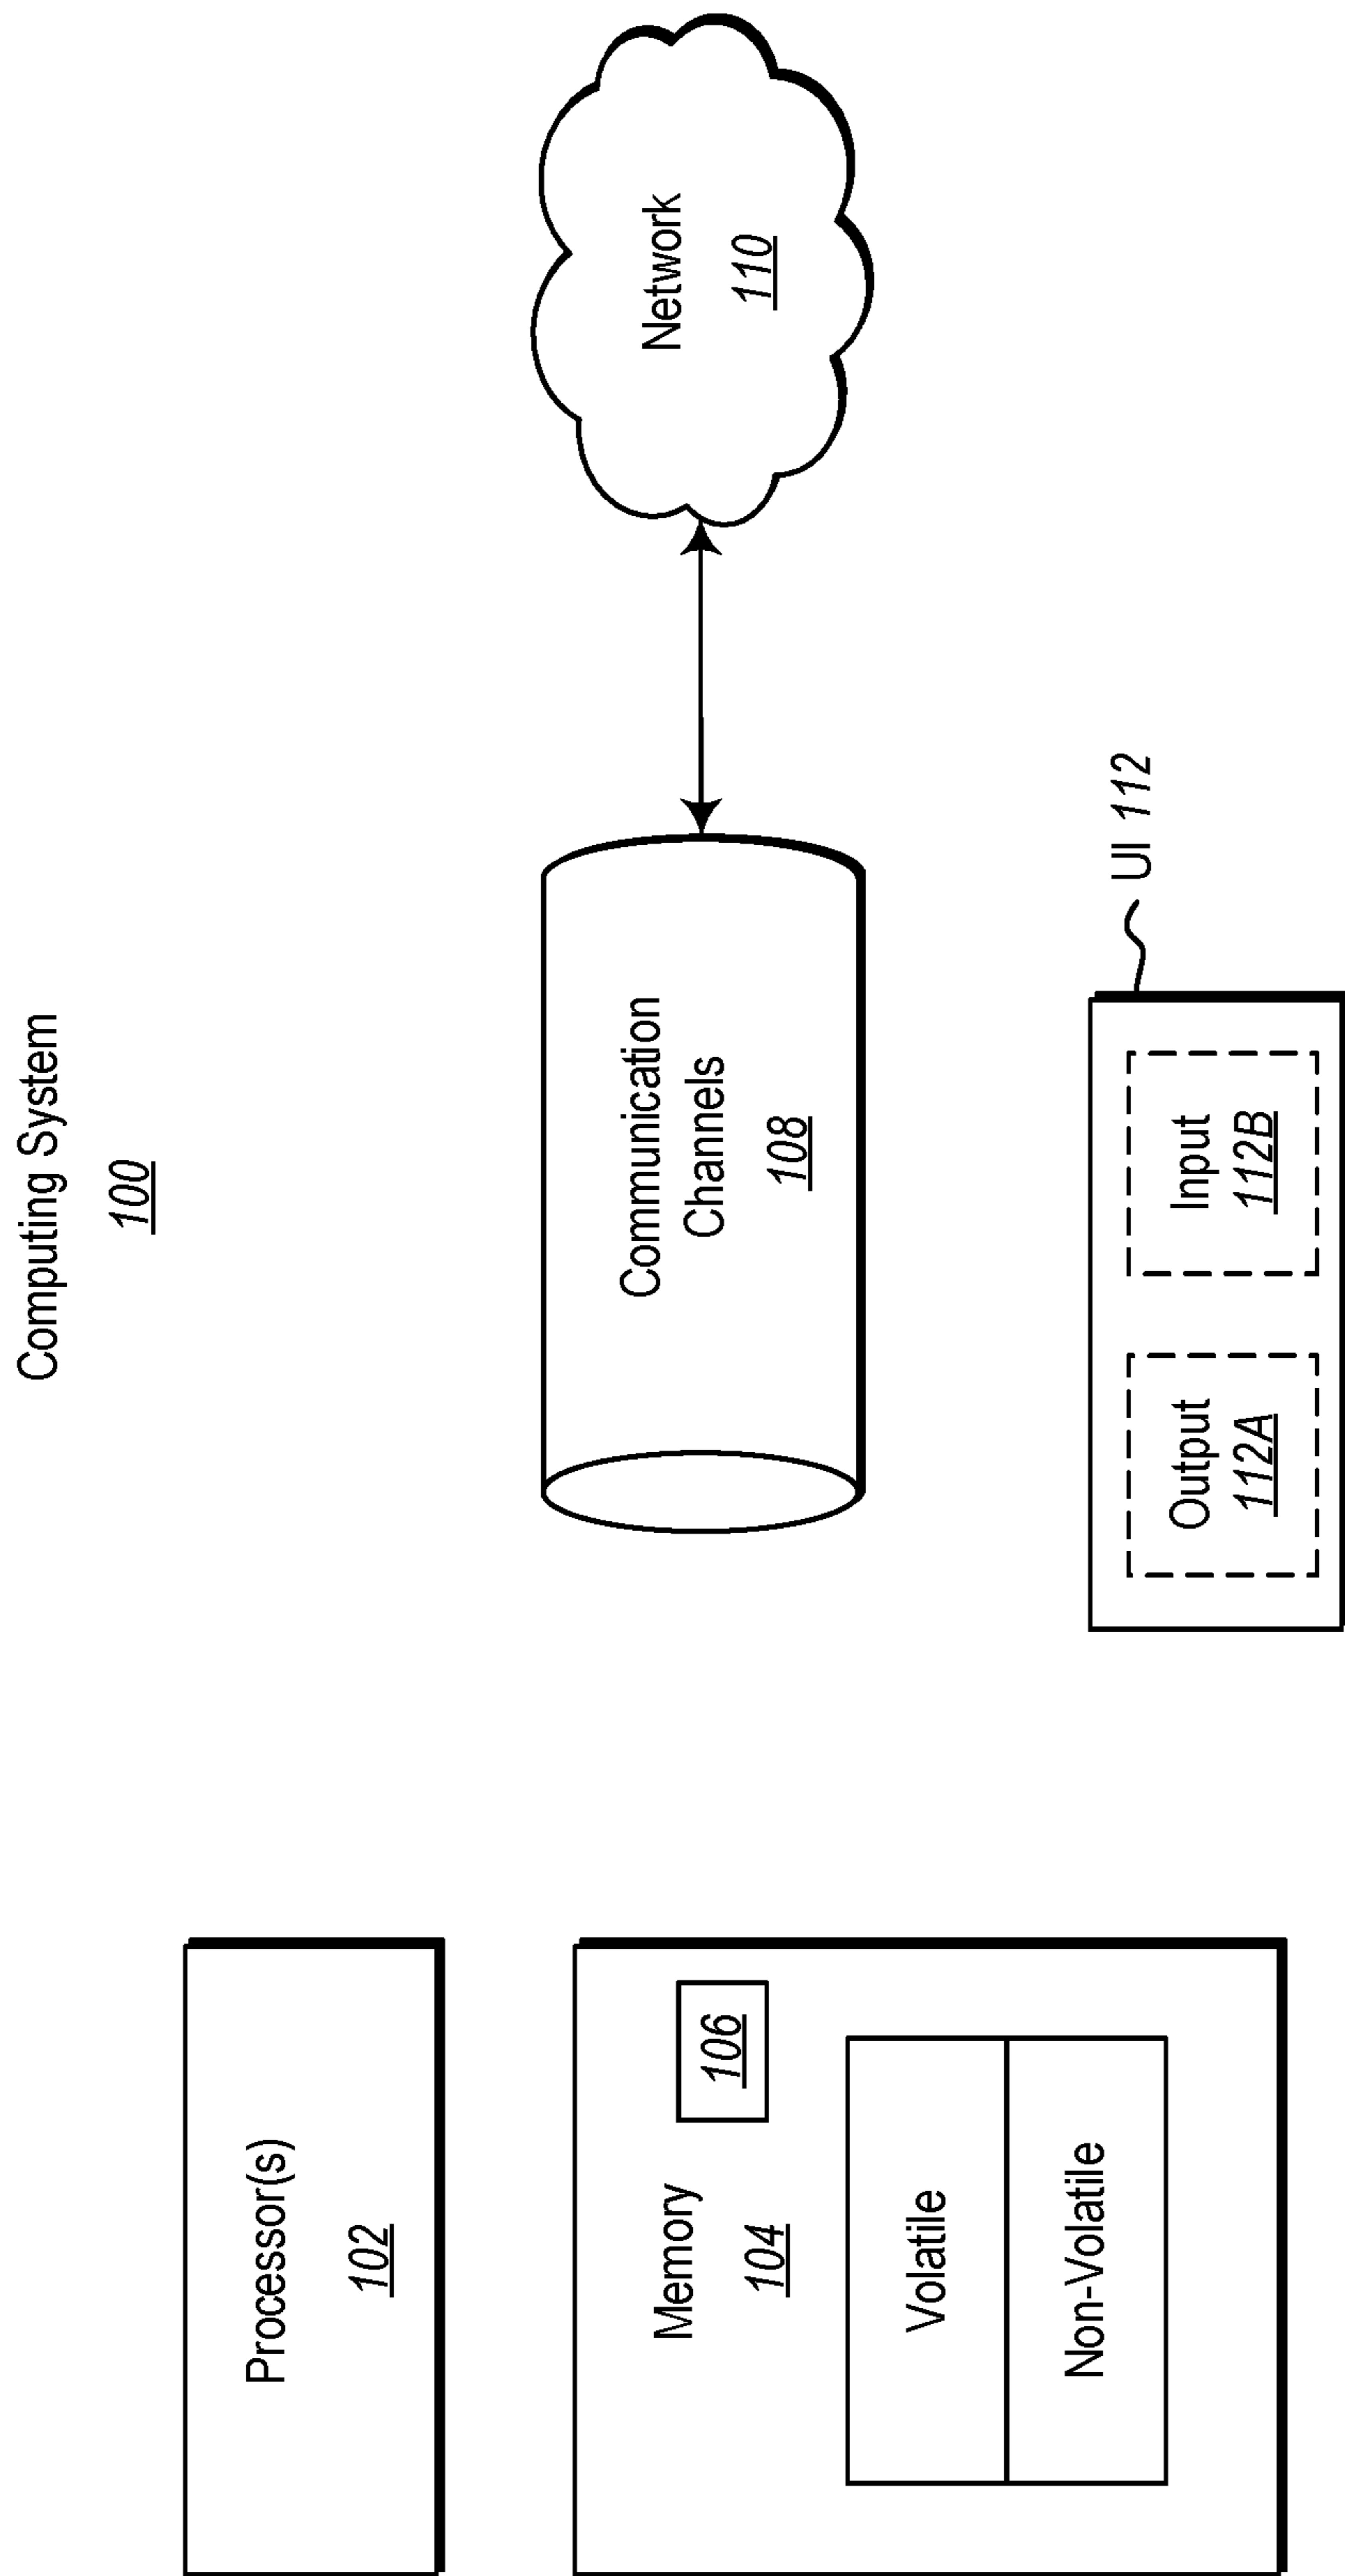 Computing System
100
Processor(s)
102
Memory
104
106
Volatile
Non-Volatile
Communication
Channels
108
Network
110
UI 112
Output
112A
Input
112B